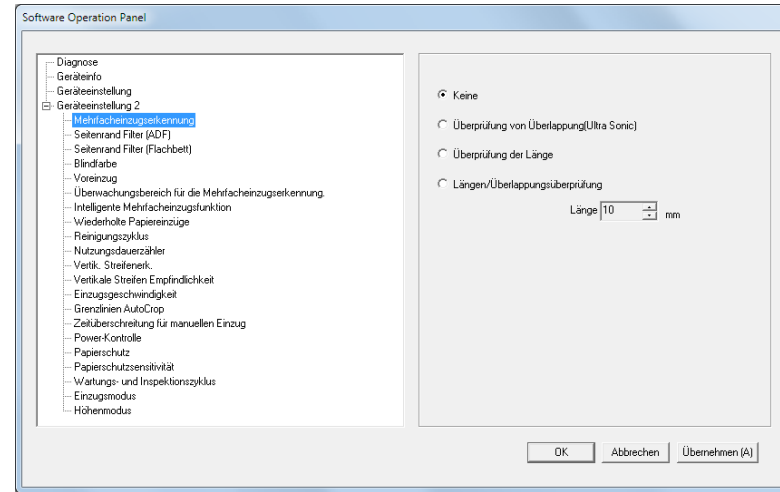 Software Operation Panel
Diagnose
Geräteinfo
Geräteeinstellung
Geräteeinstellung 2
Mehrfacheinzugserkennung
Seitenrand Filter (ADF)
Seitenrand Filter (Flachbett)
Blindfarbe
Voreinzug
Überwachungsbereich für die Mehrfacheinzugserkennung.
Intelligente Mehrfacheinzugsfunktion
Wiederholte Papiereinzüge
Reinigungszyklus
Nutzungsdauerzähler
Vertik. Streifenerk.
Vertikale Streifen Empfindlichkeit
Einzugsgeschwindigkeit
Grenzlinien AutoCrop
Zeitüberschreitung für manuellen Einzug
Power-Kontrolle
Papierschutz
Papierschutzsensitivität
Wartungs- und Inspektionszyklus
Einzugsmodus
Höhenmodus
Keine
Überprüfung von Überlappung(Ultra Sonic)
Überprüfung der Länge
Längen/Überlappungsüberprüfung
Länge 10 mm
OK Abbrechen Übernehmen (A)